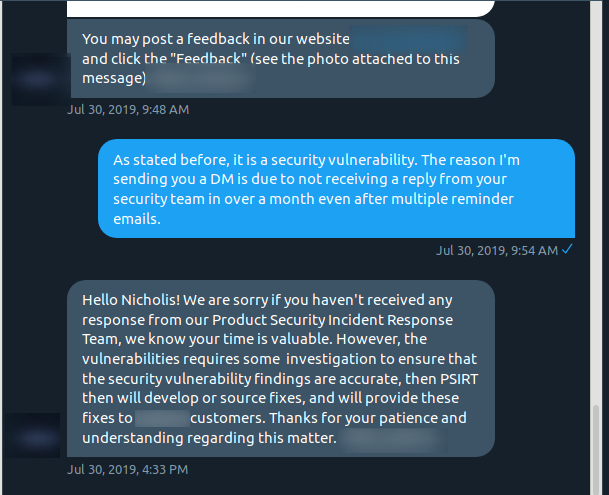 You may post a feedback in our website
and click the "Feedback" (see the photo attached to this
message)
Jul 30, 2019, 9:48 AM
As stated before, it is a security vulnerability. The reason I'm
sending you a DM is due to not receiving a reply from your
security team in over a month even after multiple reminder
emails.
Jul 30, 2019, 9:54 AM
Hello Nicholis! We are sorry if you haven't received any
response from our Product Security Incident Response
Team, we know your time is valuable. However, the
vulnerabilities requires some investigation to ensure that
the security vulnerability findings are accurate, then PSIRT
then will develop or source fixes, and will provide these
fixes to customers. Thanks for your patience and
understanding regarding this matter.
Jul 30, 2019, 4:33 PM